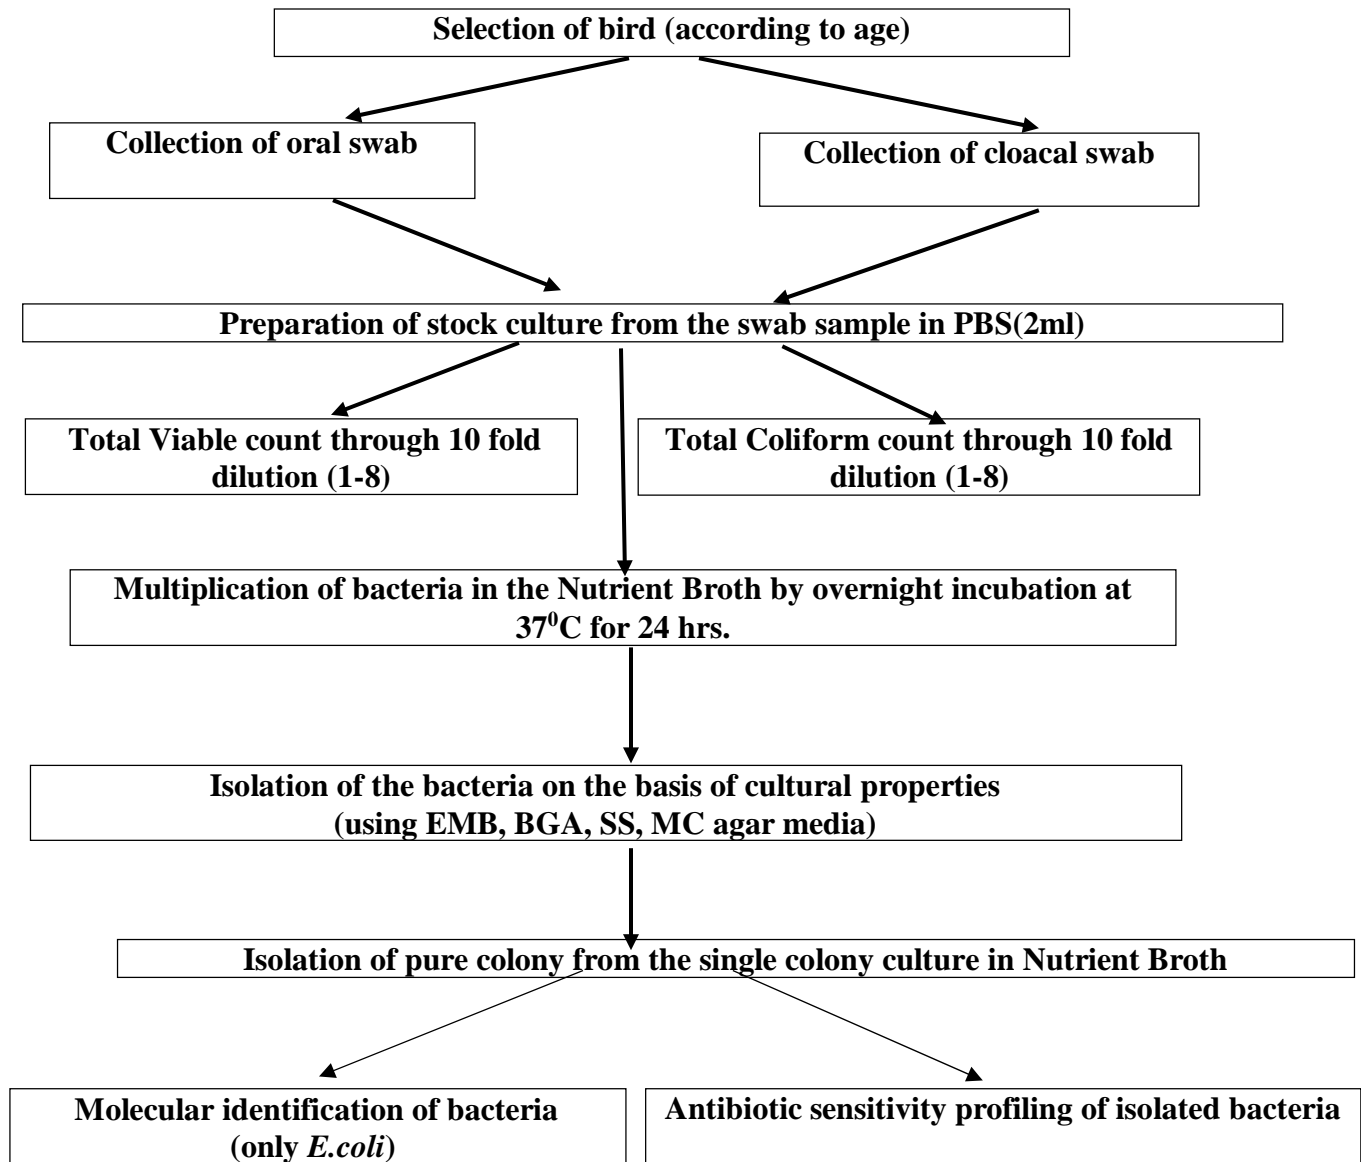 Selection of bird (according to age)
Collection of oral swab
Collection of cloacal swab
Preparation of stock culture from the swab sample in PBS(2ml)
Total Viable count through 10 fold
dilution (1-8)
Total Coliform count through 10 fold
dilution (1-8)
Multiplication of bacteria in the Nutrient Broth by overnight incubation at
37⁰C for 24 hrs.
Isolation of the bacteria on the basis of cultural properties
(using EMB, BGA, SS, MC agar media)
Isolation of pure colony from the single colony culture in Nutrient Broth
Molecular identification of bacteria
(only E.coli)
Antibiotic sensitivity profiling of isolated bacteria